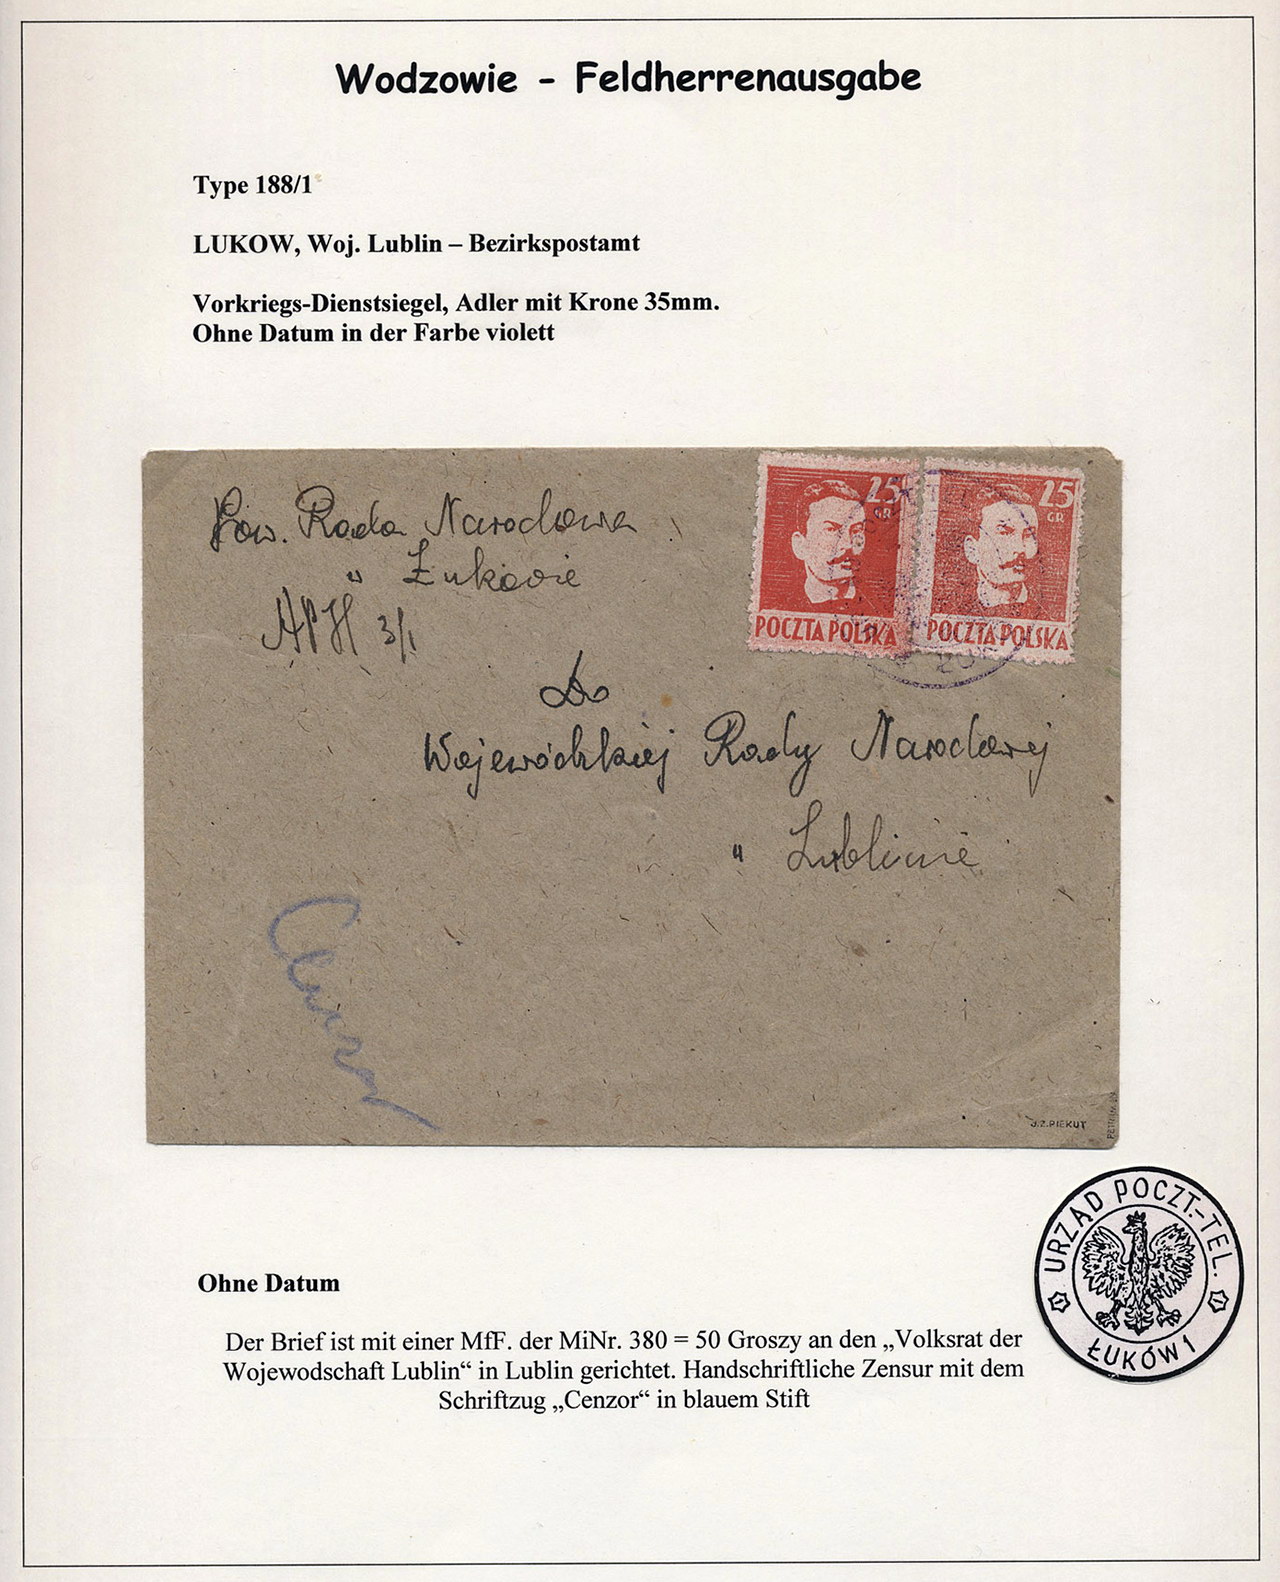 Wodzowie - Feldherrenausgabe
Type 188/1
LUKOW, Woj. Lublin – Bezirkspostamt
Vorkriegs-Dienstsiegel, Adler mit Krone 35mm.
Ohne Datum in der Farbe violett
Pow. Rada Narodowa
w Łukowie
25
GR
POCZTA POLSKA
25
GR
POCZTA POLSKA
Do
Wojewódzkiej Rady Narodowej
w Lublinie
Cenzor
J.Z.PIEKUT
URZĄD POCZT.-TEL.
ŁUKÓW 1
Ohne Datum
Der Brief ist mit einer MfF. der MiNr. 380 = 50 Groszy an den „Volksrat der
Wojewodschaft Lublin“ in Lublin gerichtet. Handschriftliche Zensur mit dem
Schriftzug „Cenzor“ in blauem Stift